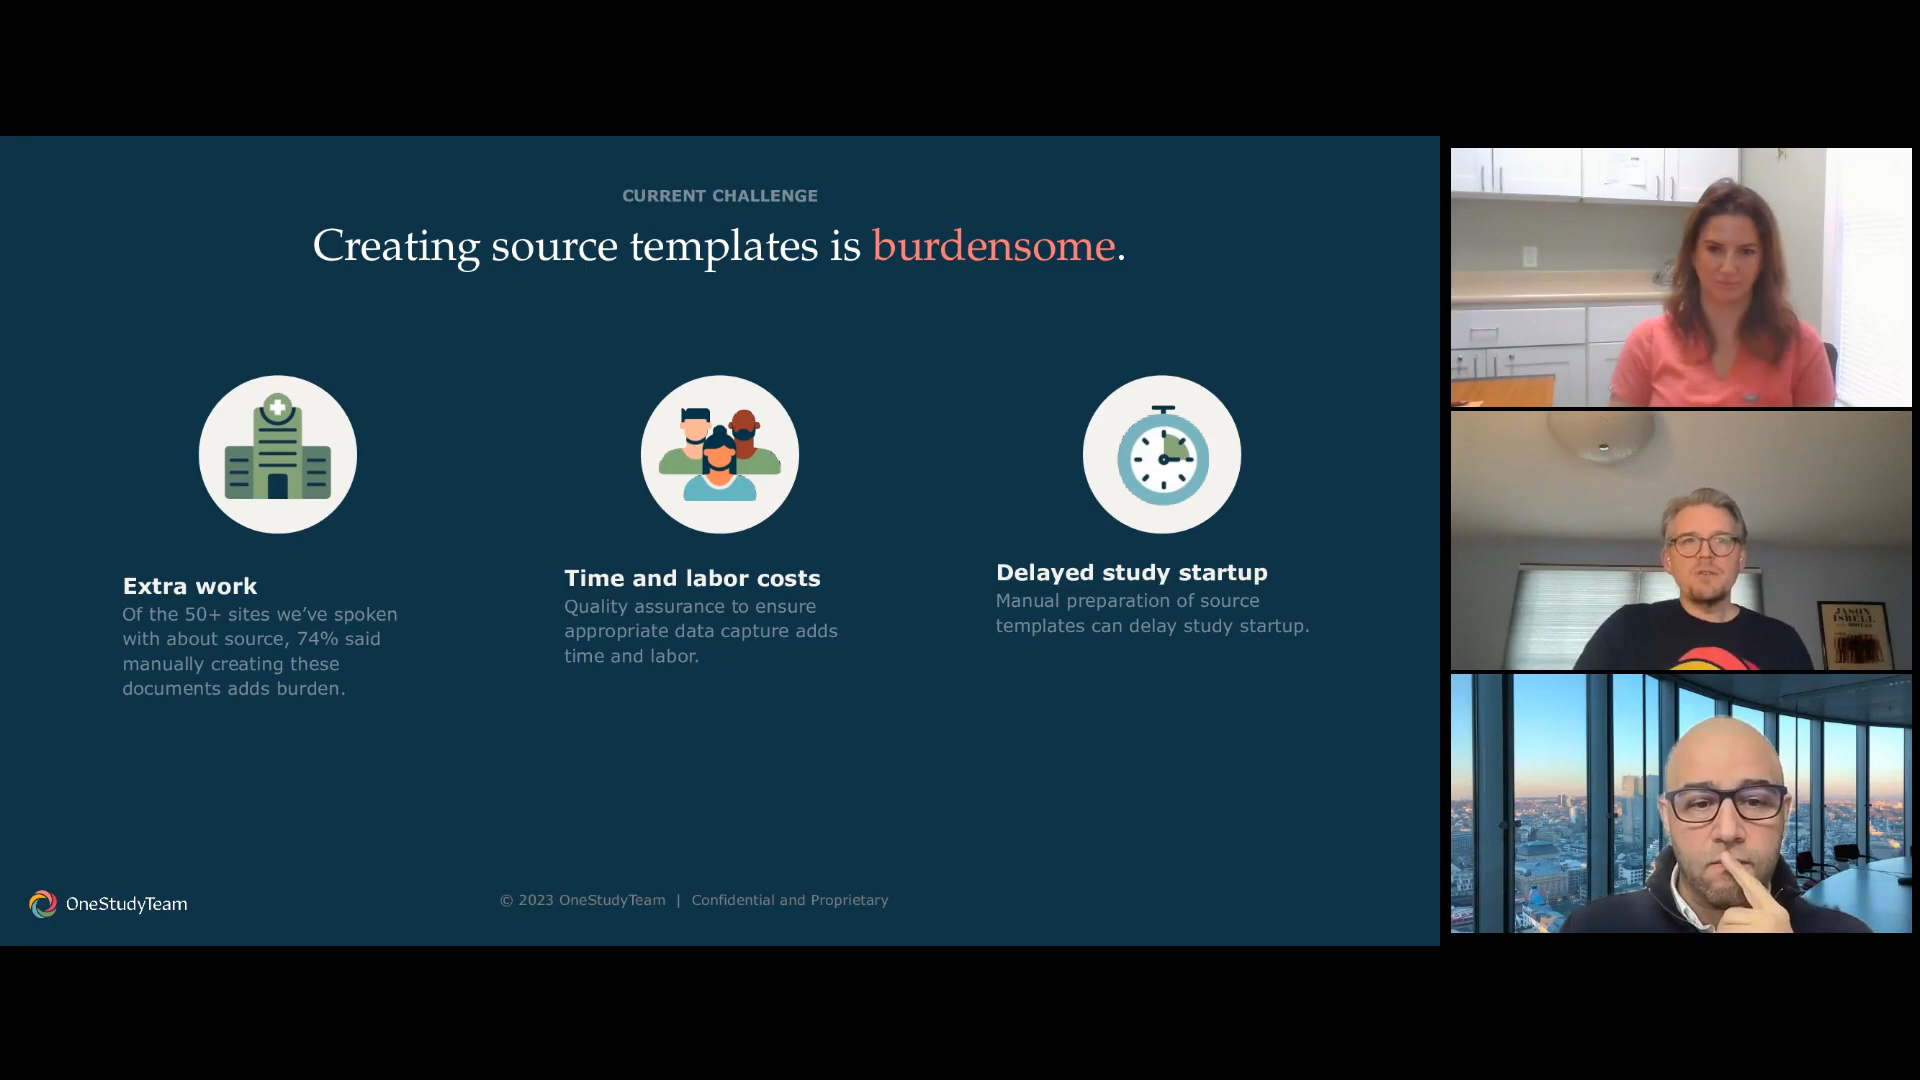 CURRENT CHALLENGE
Creating source templates is burdensome.
Extra work
Of the 50+ sites we’ve spoken
with about source, 74% said
manually creating these
documents adds burden.
Time and labor costs
Quality assurance to ensure
appropriate data capture adds
time and labor.
Delayed study startup
Manual preparation of source
templates can delay study startup.
OneStudyTeam
© 2023 OneStudyTeam | Confidential and Proprietary
JASON
ISBELL